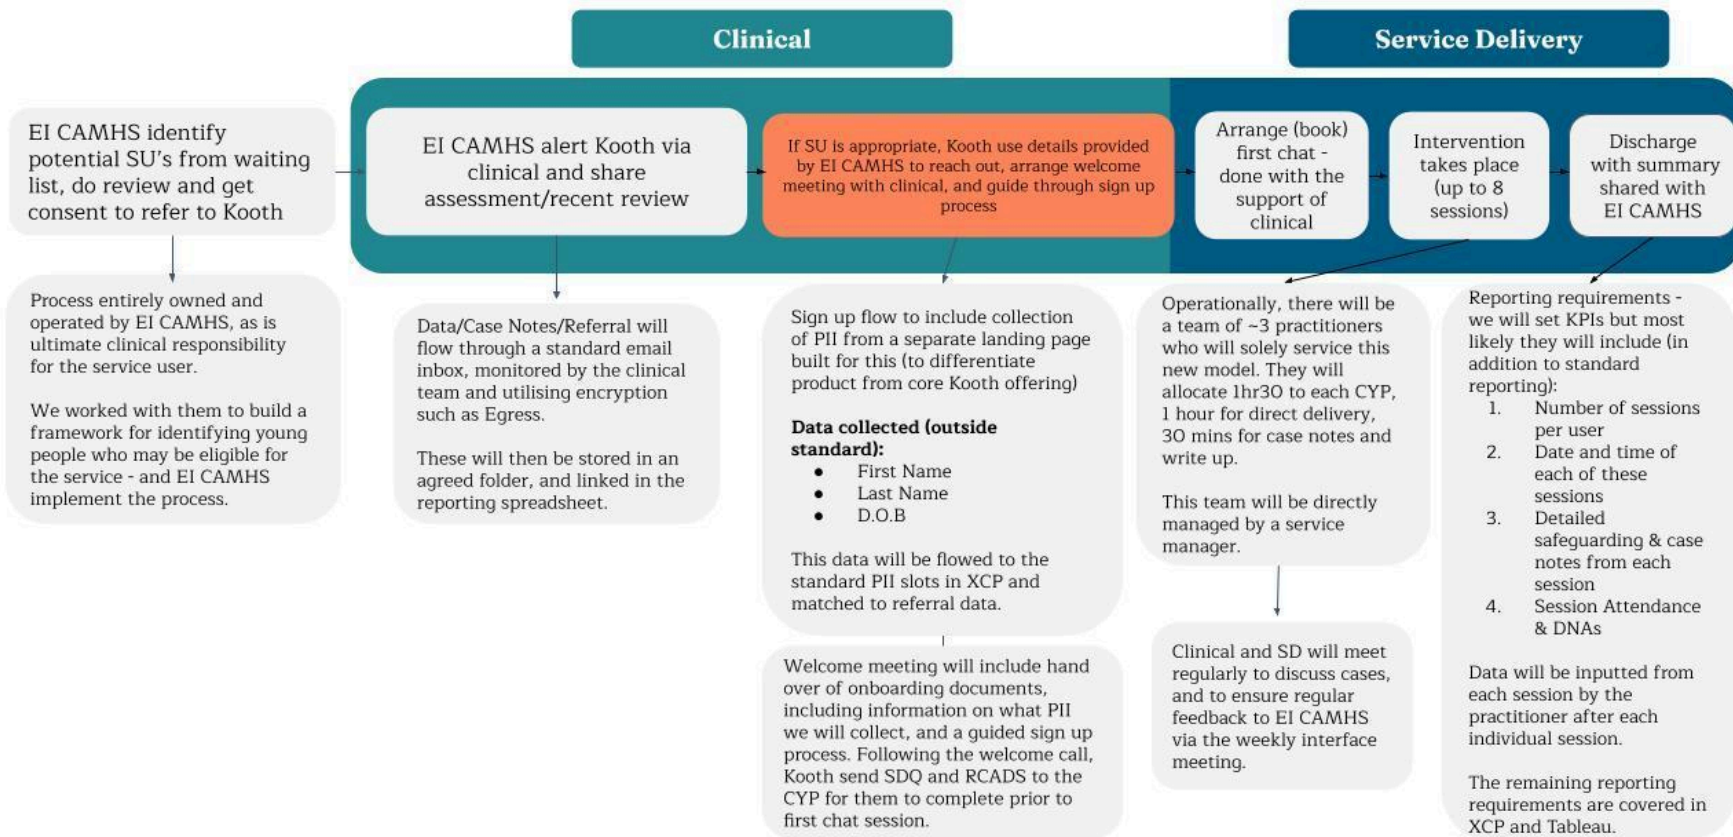 Clinical
Service Delivery
EI CAMHS identify
potential SU's from waiting
list, do review and get
consent to refer to Kooth
EI CAMHS alert Kooth via
clinical and share
assessment/recent review
If SU is appropriate, Kooth use details provided
by EI CAMHS to reach out, arrange welcome
meeting with clinical, and guide through sign up
process
Arrange (book)
first chat -
done with the
support of
clinical
Intervention
takes place
(up to 8
sessions)
Discharge
with summary
shared with
EI CAMHS
Process entirely owned and
operated by EI CAMHS, as is
ultimate clinical responsibility
for the service user.
We worked with them to build a
framework for identifying young
people who may be eligible for
the service - and EI CAMHS
implement the process.
Data/Case Notes/Referral will
flow through a standard email
inbox, monitored by the clinical
team and utilising encryption
such as Egress.
These will then be stored in an
agreed folder, and linked in the
reporting spreadsheet.
Sign up flow to include collection
of PII from a separate landing page
built for this (to differentiate
product from core Kooth offering)
Data collected (outside
standard):
● First Name
● Last Name
● D.O.B
This data will be flowed to the
standard PII slots in XCP and
matched to referral data.
Welcome meeting will include hand
over of onboarding documents,
including information on what PII
we will collect, and a guided sign up
process. Following the welcome call,
Kooth send SDQ and RCADS to the
CYP for them to complete prior to
first chat session.
Operationally, there will be
a team of ~3 practitioners
who will solely service this
new model. They will
allocate 1hr30 to each CYP,
1 hour for direct delivery,
30 mins for case notes and
write up.
This team will be directly
managed by a service
manager.
Clinical and SD will meet
regularly to discuss cases,
and to ensure regular
feedback to EI CAMHS
via the weekly interface
meeting.
Reporting requirements -
we will set KPIs but most
likely they will include (in
addition to standard
reporting):
1. Number of sessions
per user
2. Date and time of
each of these
sessions
3. Detailed
safeguarding & case
notes from each
session
4. Session Attendance
& DNAs
Data will be inputted from
each session by the
practitioner after each
individual session.
The remaining reporting
requirements are covered in
XCP and Tableau.